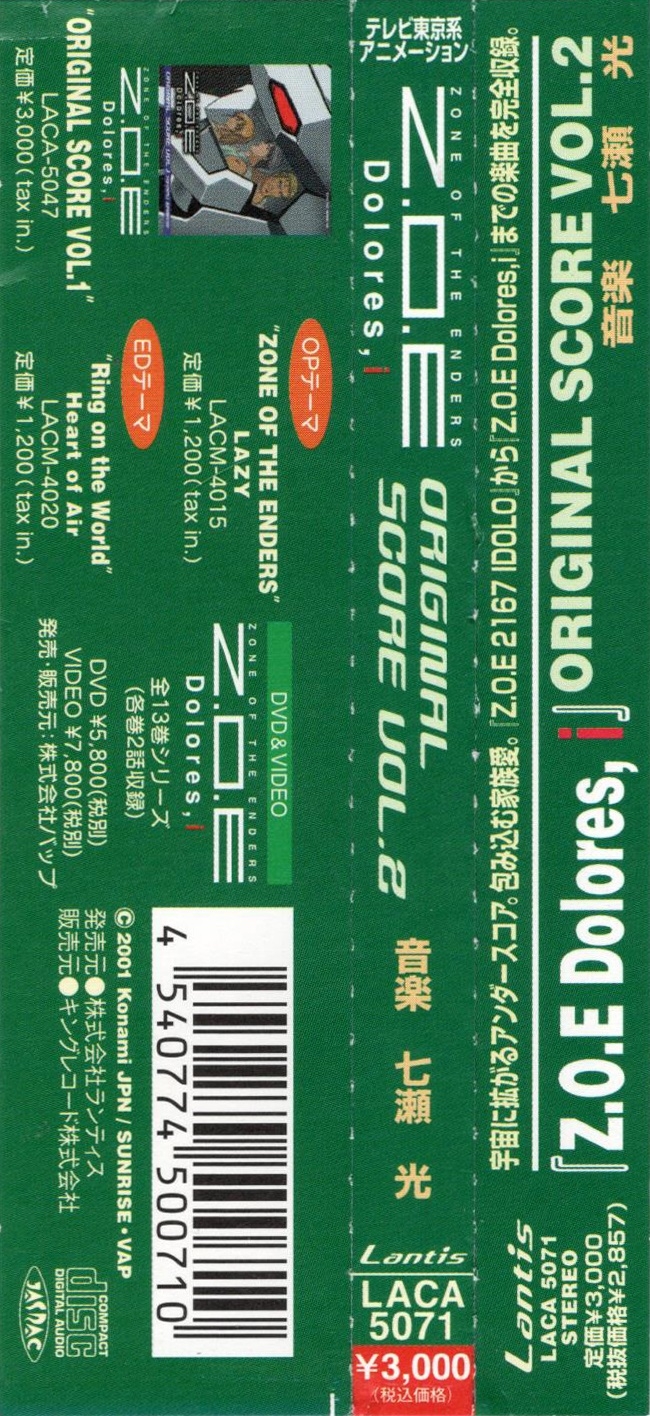 宇宙に拡がるアンダースコア。包み込む家族愛。『Z.O.E 2167 IDOLO』から『Z.O.E Dolores,i』までの楽曲を完全収録。
『Z.O.E Dolores, i』ORIGINAL SCORE VOL.2
音楽 七瀬 光
Lantis
LACA 5071
STEREO
定価¥3,000
(税抜価格¥2,857)
テレビ東京系
アニメーション
ZONE OF THE ENDERS
Z.O.E
Dolores, i
ORIGINAL
SCORE VOL.2
音楽 七瀬 光
Lantis
LACA
5071
¥3,000
(税込価格)
ZONE OF THE ENDERS
Z.O.E
Dolores, i
"ORIGINAL SCORE VOL.1"
LACA-5047
定価¥3,000(tax in.)
OPテーマ
"ZONE OF THE ENDERS"
LAZY
LACM-4015
定価¥1,200(tax in.)
EDテーマ
"Ring on the World"
Heart of Air
LACM-4020
定価¥1,200(tax in.)
DVD&VIDEO
ZONE OF THE ENDERS
Z.O.E
Dolores, i
全13巻シリーズ
(各巻2話収録)
DVD ¥5,800(税別)
VIDEO ¥7,800(税別)
発売・販売元:株式会社バップ
4 540774 500710
© 2001 Konami JPN / SUNRISE・VAP
発売元●株式会社ランティス
販売元●キングレコード株式会社
COMPACT
disc
DIGITAL AUDIO
JASRAC